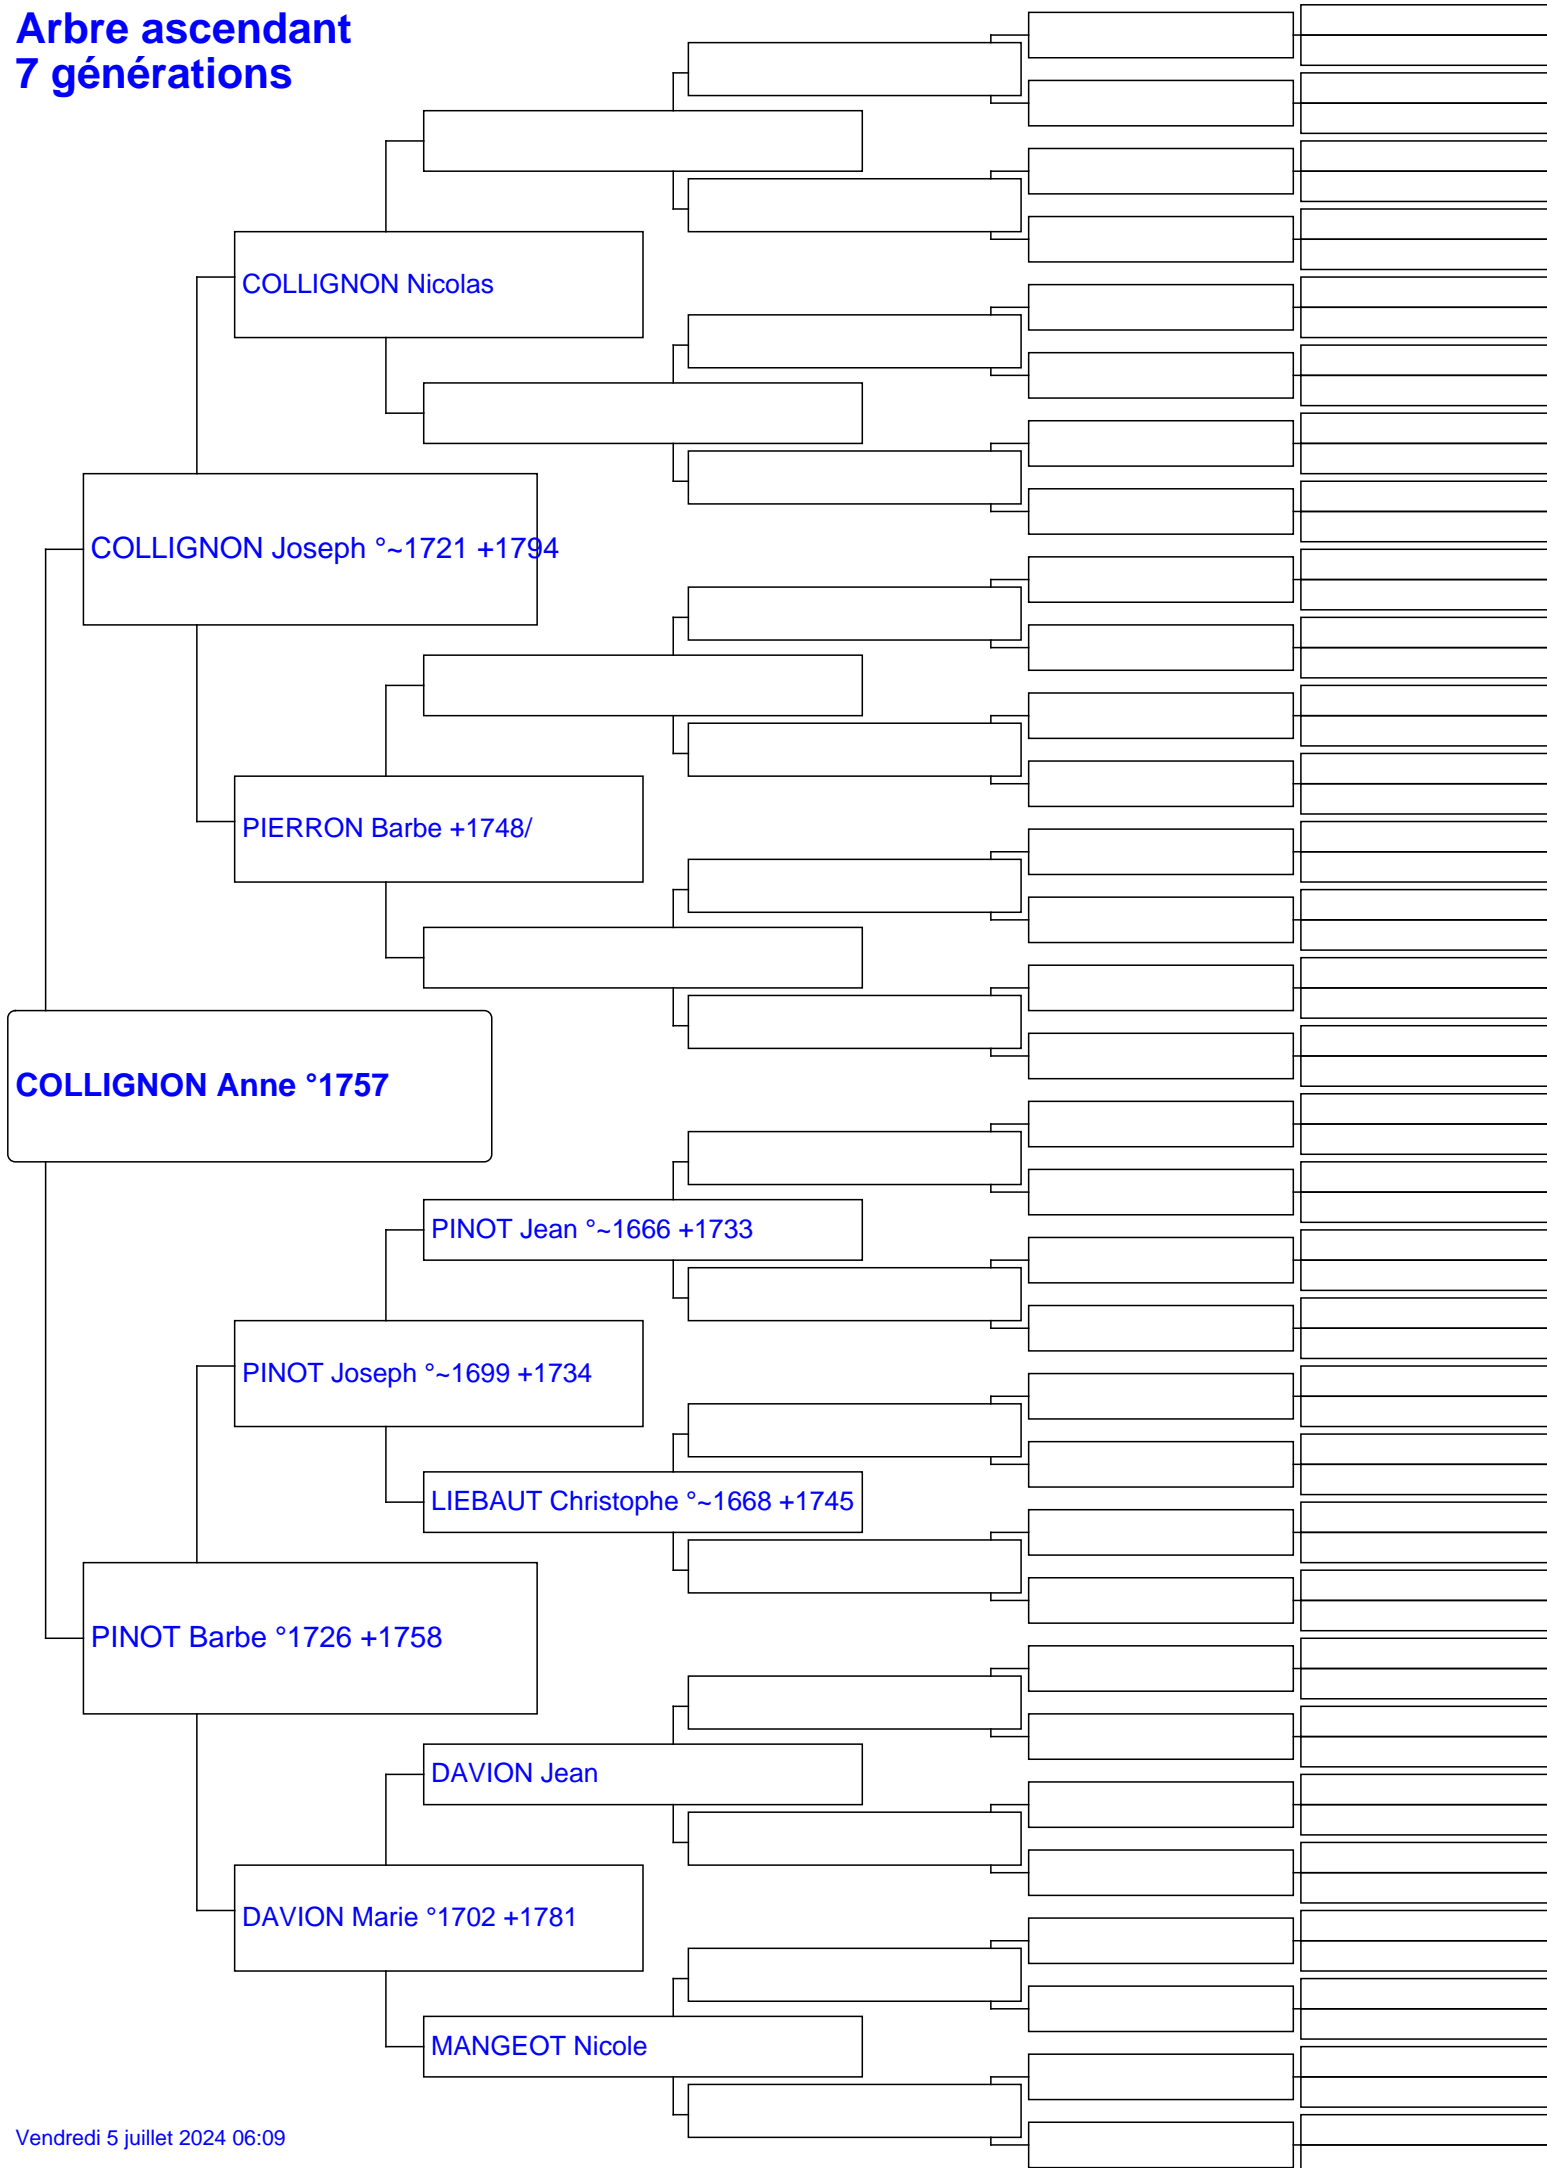 Arbre ascendant
7 générations
COLLIGNON Nicolas
COLLIGNON Joseph °~1721 +1794
PIERRON Barbe +1748/
COLLIGNON Anne °1757
PINOT Jean °~1666 +1733
PINOT Joseph °~1699 +1734
LIEBAUT Christophe °~1668 +1745
PINOT Barbe °1726 +1758
DAVION Jean
DAVION Marie °1702 +1781
MANGEOT Nicole
Vendredi 5 juillet 2024 06:09